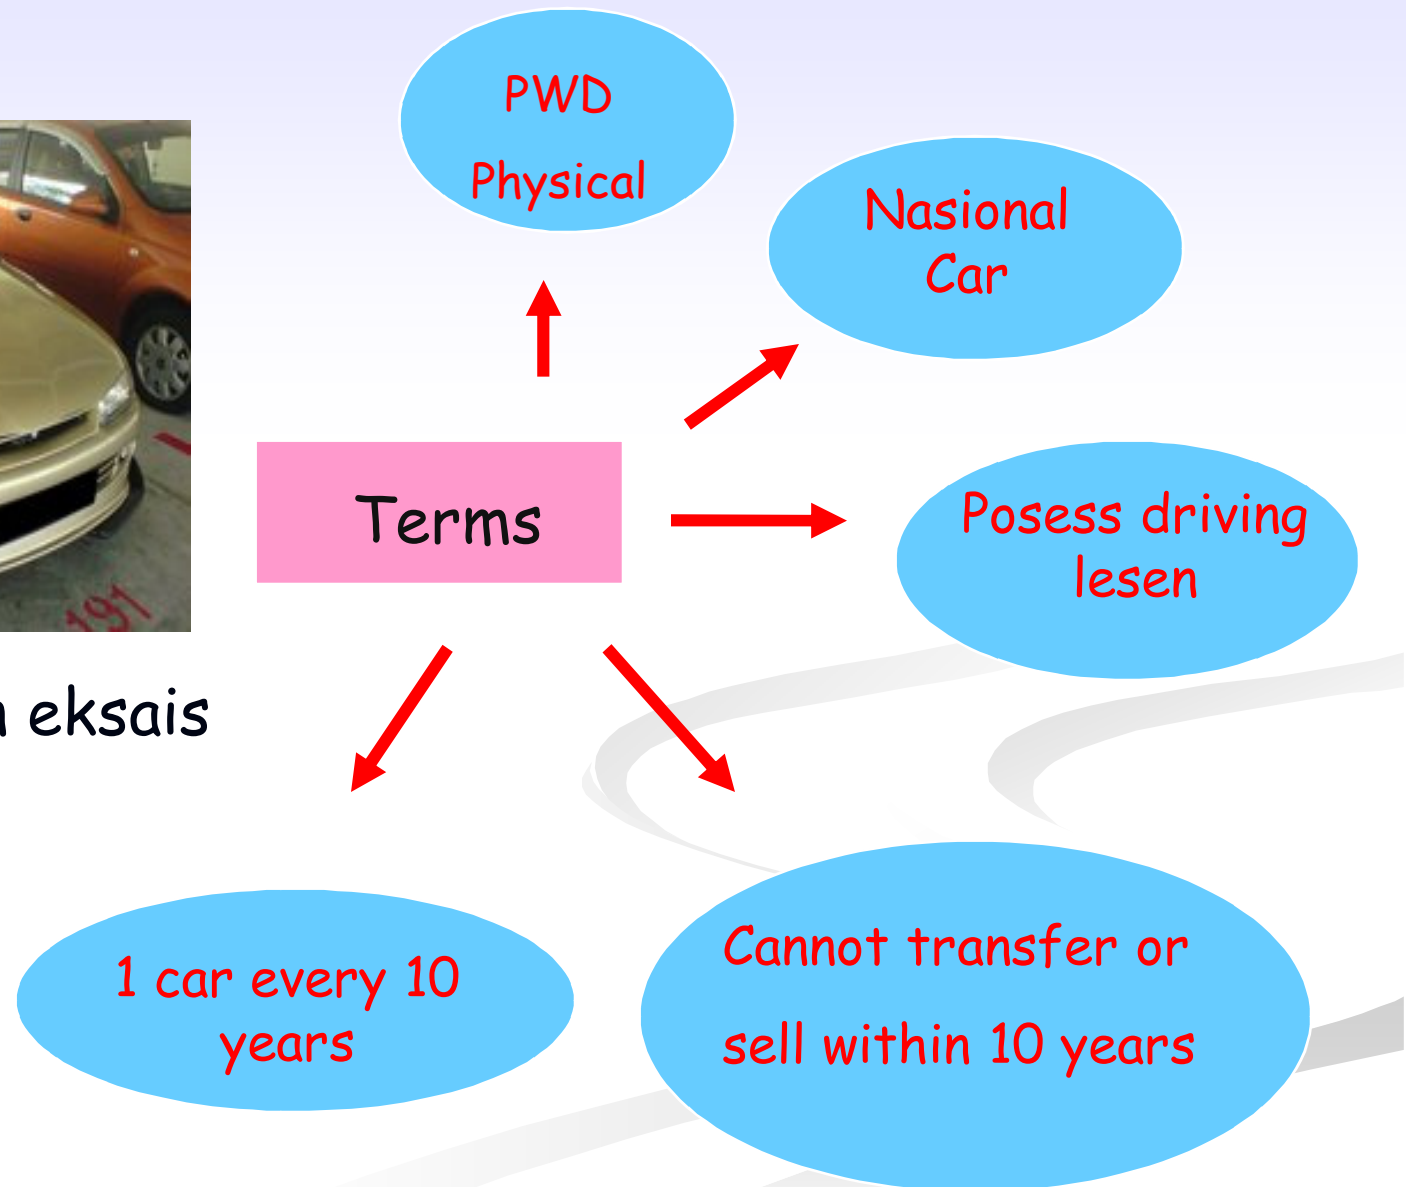 PWD
Physical
Nasional
Car
Terms
Posess driving
lesen
191
eksais
1 car every 10
years
Cannot transfer or
sell within 10 years